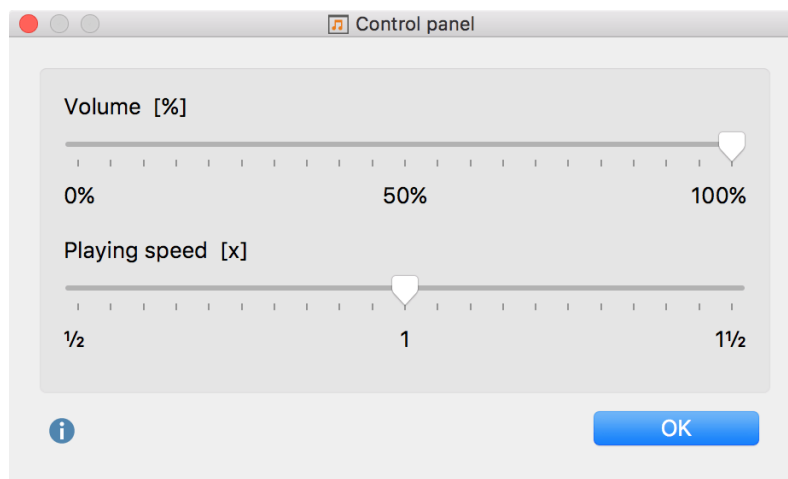 Control panel
Volume [%]
0% 50% 100%
Playing speed [x]
½ 1 1½
OK